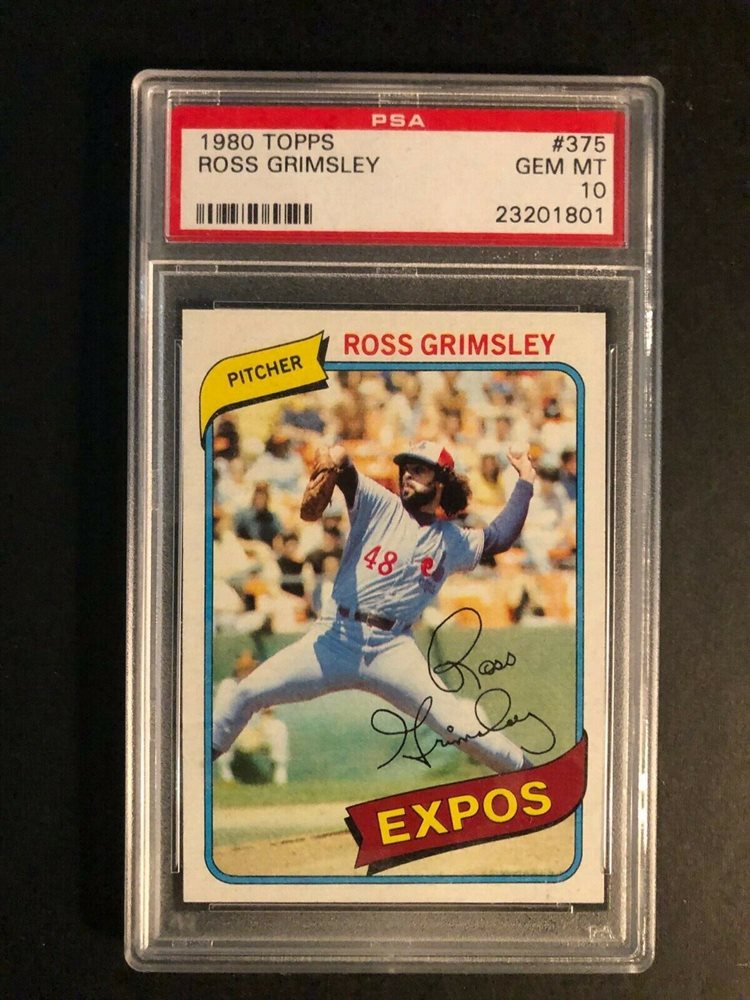 PSA
1980 TOPPS #375
ROSS GRIMSLEY GEM MT
10
23201801
ROSS GRIMSLEY
PITCHER
48
Ross
Grimsley
EXPOS